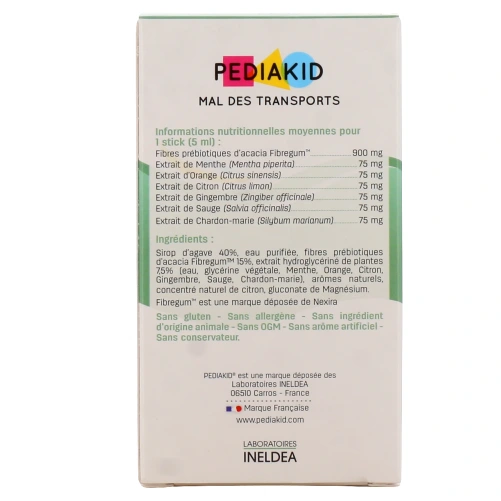 PEDIAKID
MAL DES TRANSPORTS
Informations nutritionnelles moyennes pour
1 stick (5 ml) :
Fibres prébiotiques d'acacia Fibregum™ 900 mg
Extrait de Menthe (Mentha piperita) 75 mg
Extrait d'Orange (Citrus sinensis) 75 mg
Extrait de Citron (Citrus limon) 75 mg
Extrait de Gingembre (Zingiber officinale) 75 mg
Extrait de Sauge (Salvia officinalis) 75 mg
Extrait de Chardon-marie (Silybum marianum) 75 mg
Ingrédients :
Sirop d'agave 40%, eau purifiée, fibres prébiotiques
d'acacia Fibregum™ 15%, extrait hydroglycériné de plantes
7,5% (eau, glycérine végétale, Menthe, Orange, Citron,
Gingembre, Sauge, Chardon-marie), arômes naturels,
concentré naturel de citron, gluconate de Magnésium.
Fibregum™ est une marque déposée de Nexira
Sans gluten - Sans allergène - Sans ingrédient
d'origine animale - Sans OGM - Sans arôme artificiel -
Sans conservateur.
PEDIAKID® est une marque déposée des
Laboratoires INELDEA
06510 Carros - France
Marque Française
www.pediakid.com
LABORATOIRES
INELDEA